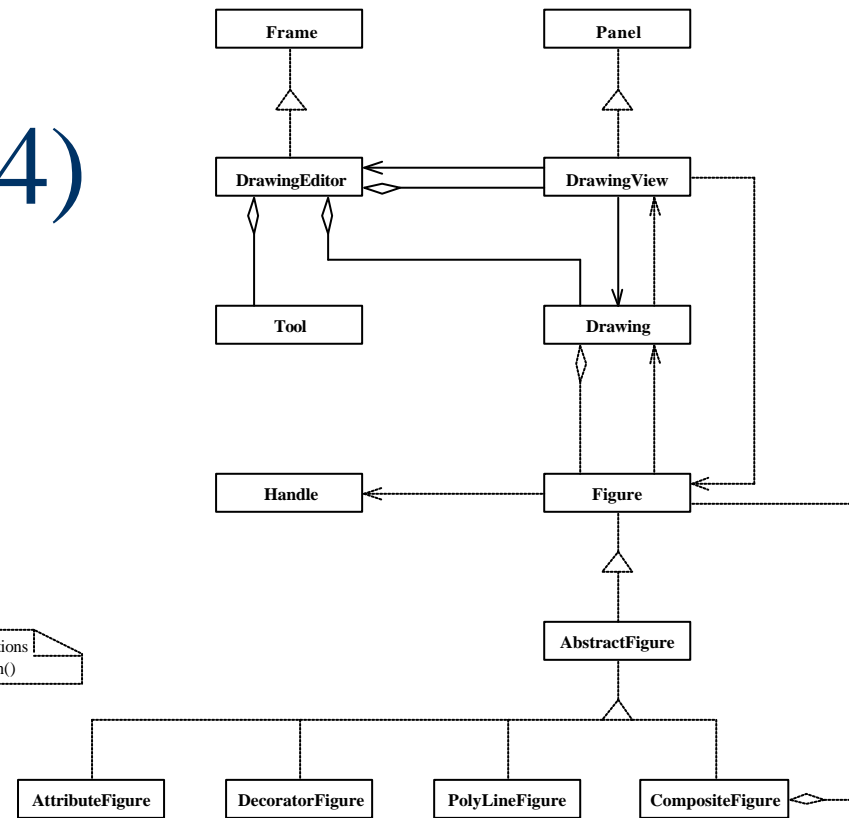 Frame
Panel
4)
DrawingEditor
DrawingView
Tool
Drawing
Handle
Figure
AbstractFigure
AttributeFigure
DecoratorFigure
PolyLineFigure
CompositeFigure